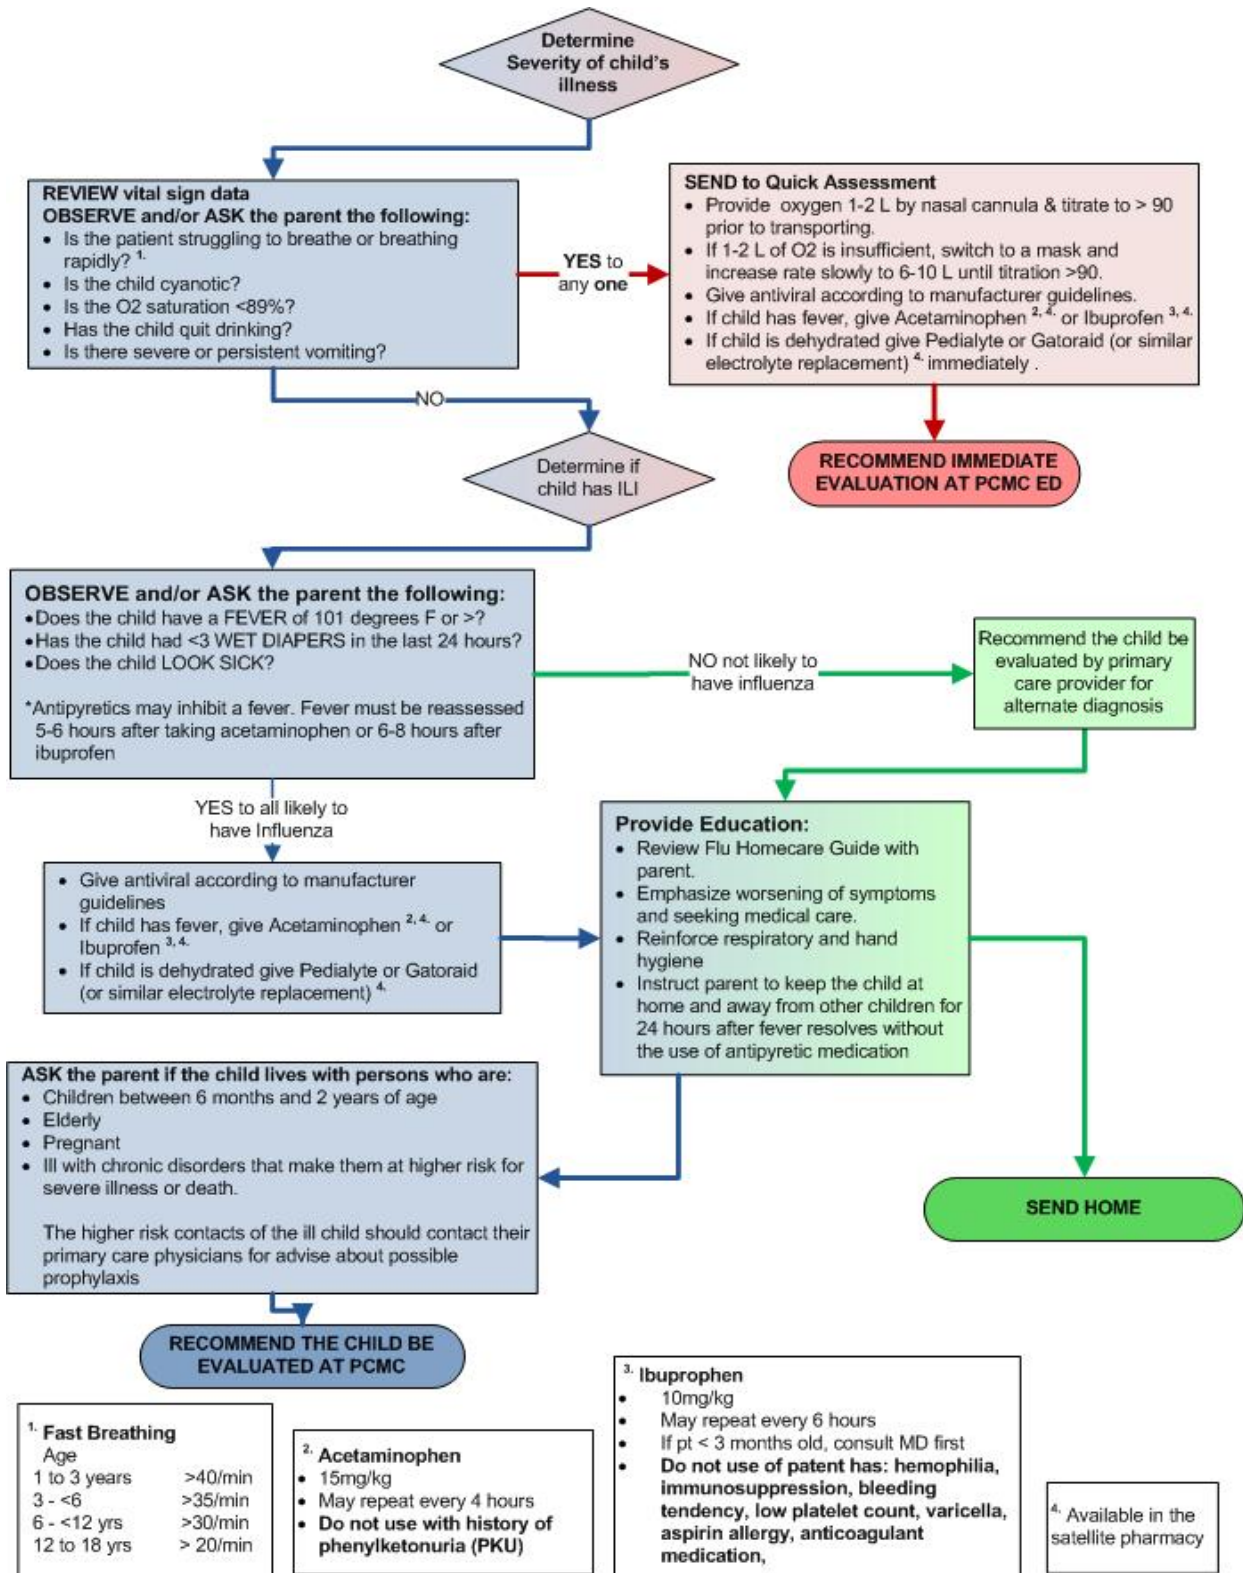 Determine
Severity of child's
illness
REVIEW vital sign data
OBSERVE and/or ASK the parent the following:
• Is the patient struggling to breathe or breathing
rapidly? 1.
• Is the child cyanotic?
• Is the O2 saturation <89%?
• Has the child quit drinking?
• Is there severe or persistent vomiting?
YES to
any one
SEND to Quick Assessment
• Provide oxygen 1-2 L by nasal cannula & titrate to > 90
prior to transporting.
• If 1-2 L of O2 is insufficient, switch to a mask and
increase rate slowly to 6-10 L until titration >90.
• Give antiviral according to manufacturer guidelines.
• If child has fever, give Acetaminophen 2, 4. or Ibuprofen 3, 4.
• If child is dehydrated give Pedialyte or Gatoraid (or similar
electrolyte replacement) 4. immediately .
NO
RECOMMEND IMMEDIATE
EVALUATION AT PCMC ED
Determine if
child has ILI
OBSERVE and/or ASK the parent the following:
•Does the child have a FEVER of 101 degrees F or >?
•Has the child had <3 WET DIAPERS in the last 24 hours?
•Does the child LOOK SICK?
*Antipyretics may inhibit a fever. Fever must be reassessed
5-6 hours after taking acetaminophen or 6-8 hours after
ibuprofen
NO not likely to
have influenza
Recommend the child be
evaluated by primary
care provider for
alternate diagnosis
YES to all likely to
have Influenza
• Give antiviral according to manufacturer
guidelines
• If child has fever, give Acetaminophen 2, 4. or
Ibuprofen 3, 4.
• If child is dehydrated give Pedialyte or Gatoraid
(or similar electrolyte replacement) 4.
Provide Education:
• Review Flu Homecare Guide with
parent.
• Emphasize worsening of symptoms
and seeking medical care.
• Reinforce respiratory and hand
hygiene
• Instruct parent to keep the child at
home and away from other children for
24 hours after fever resolves without
the use of antipyretic medication
ASK the parent if the child lives with persons who are:
• Children between 6 months and 2 years of age
• Elderly
• Pregnant
• Ill with chronic disorders that make them at higher risk for
severe illness or death.
The higher risk contacts of the ill child should contact their
primary care physicians for advise about possible
prophylaxis
SEND HOME
RECOMMEND THE CHILD BE
EVALUATED AT PCMC
1. Fast Breathing
Age
1 to 3 years >40/min
3 - <6 >35/min
6 - <12 yrs >30/min
12 to 18 yrs > 20/min
2. Acetaminophen
• 15mg/kg
• May repeat every 4 hours
• Do not use with history of
phenylketonuria (PKU)
3. Ibuprophen
• 10mg/kg
• May repeat every 6 hours
• If pt < 3 months old, consult MD first
• Do not use of patent has: hemophilia,
immunosuppression, bleeding
tendency, low platelet count, varicella,
aspirin allergy, anticoagulant
medication,
4. Available in the
satellite pharmacy